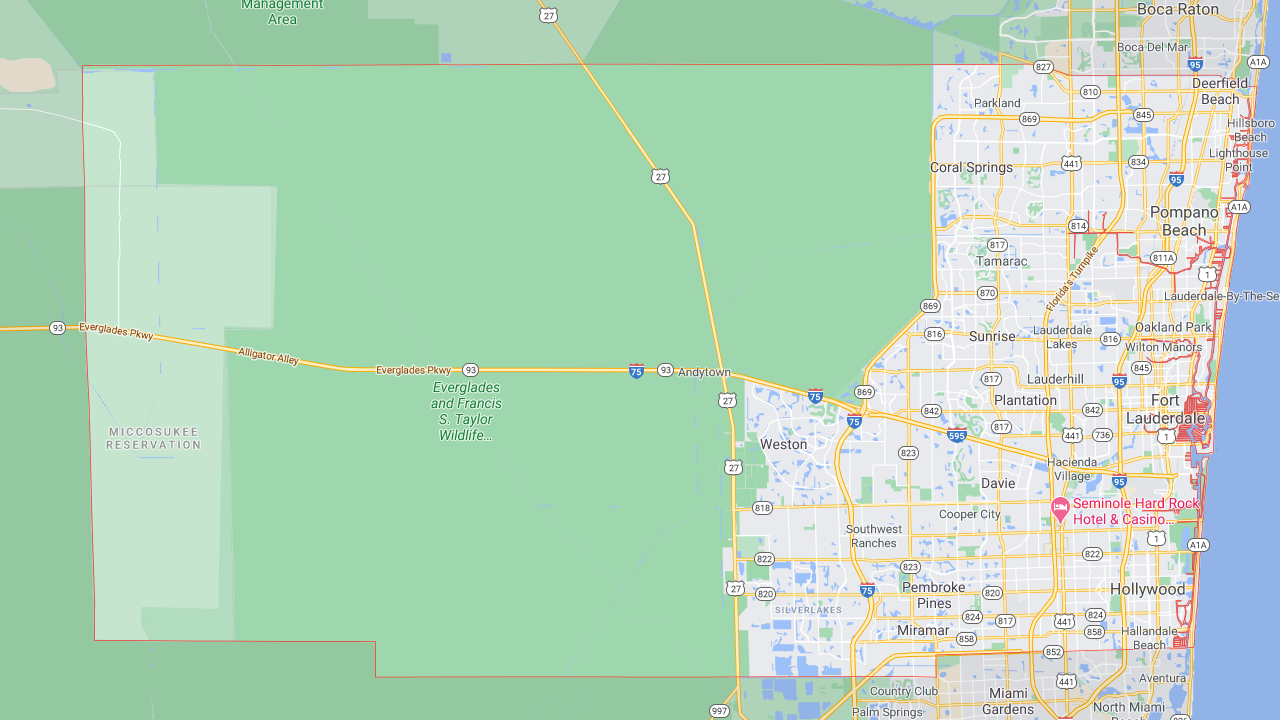 Management
Area
27
Boca Raton
Boca Del Mar
95
A1A
827
Deerfield
Beach
810
Parkland
869
845
Hillsboro
Beach
Lighthouse
Point
Coral Springs
441
834
95
27
A1A
Pompano
Beach
814
817
Tamarac
811A
1
Florida's Turnpike
870
Lauderdale-By-The-Se
869
816
Sunrise
Lauderdale
Lakes
816
Oakland Park
Wilton Manors
93
Everglades Pkwy
Alligator Alley
Everglades Pkwy
93
75
93
Andytown
845
817
Lauderhill
95
Everglades
and Francis
S. Taylor
Wildlife...
27
75
869
75
842
Plantation
842
Fort
Lauderdale
817
441
736
1
595
MICCOSUKEE
RESERVATION
Weston
823
27
Hacienda
Village
95
Davie
818
Cooper City
Seminole Hard Rock
Hotel & Casino...
Southwest
Ranches
1
A1A
822
823
822
27
820
75
Pembroke
Pines
820
Hollywood
SILVERLAKES
824
817
441
824
858
Miramar
858
Hallandale
Beach
852
Aventura
441
Country Club
Miami
Gardens
997
Palm Springs
North Miami